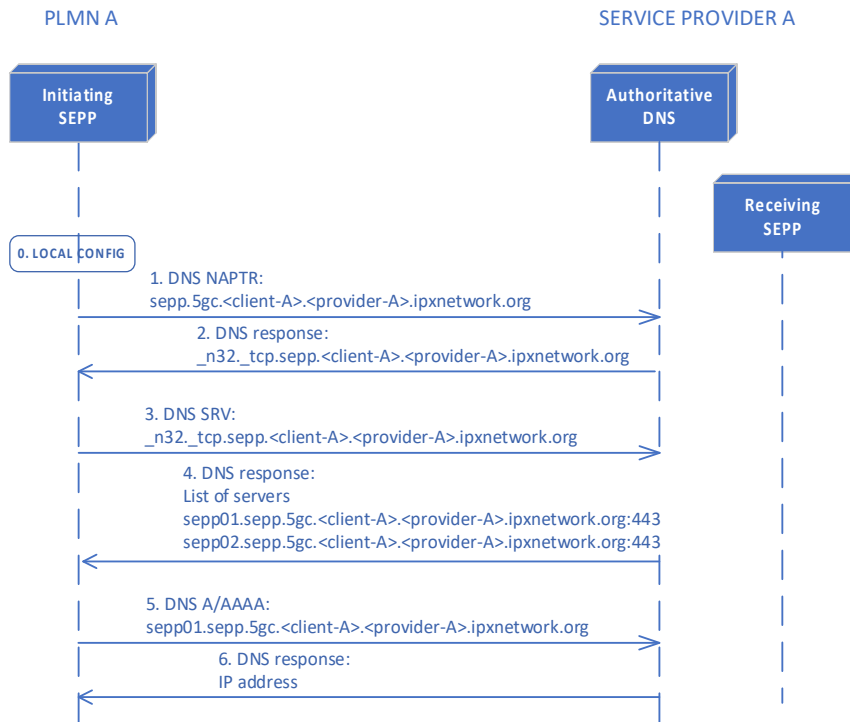 PLMN A
SERVICE PROVIDER A
Initiating
SEPP
Authoritative
DNS
Receiving
SEPP
0. LOCAL CONFIG
1. DNS NAPTR:
sepp.5gc.<client-A>.<provider-A>.ipxnetwork.org
2. DNS response:
_n32._tcp.sepp.<client-A>.<provider-A>.ipxnetwork.org
3. DNS SRV:
_n32._tcp.sepp.<client-A>.<provider-A>.ipxnetwork.org
4. DNS response:
List of servers
sepp01.sepp.5gc.<client-A>.<provider-A>.ipxnetwork.org:443
sepp02.sepp.5gc.<client-A>.<provider-A>.ipxnetwork.org:443
5. DNS A/AAAA:
sepp01.sepp.5gc.<client-A>.<provider-A>.ipxnetwork.org
6. DNS response:
IP address